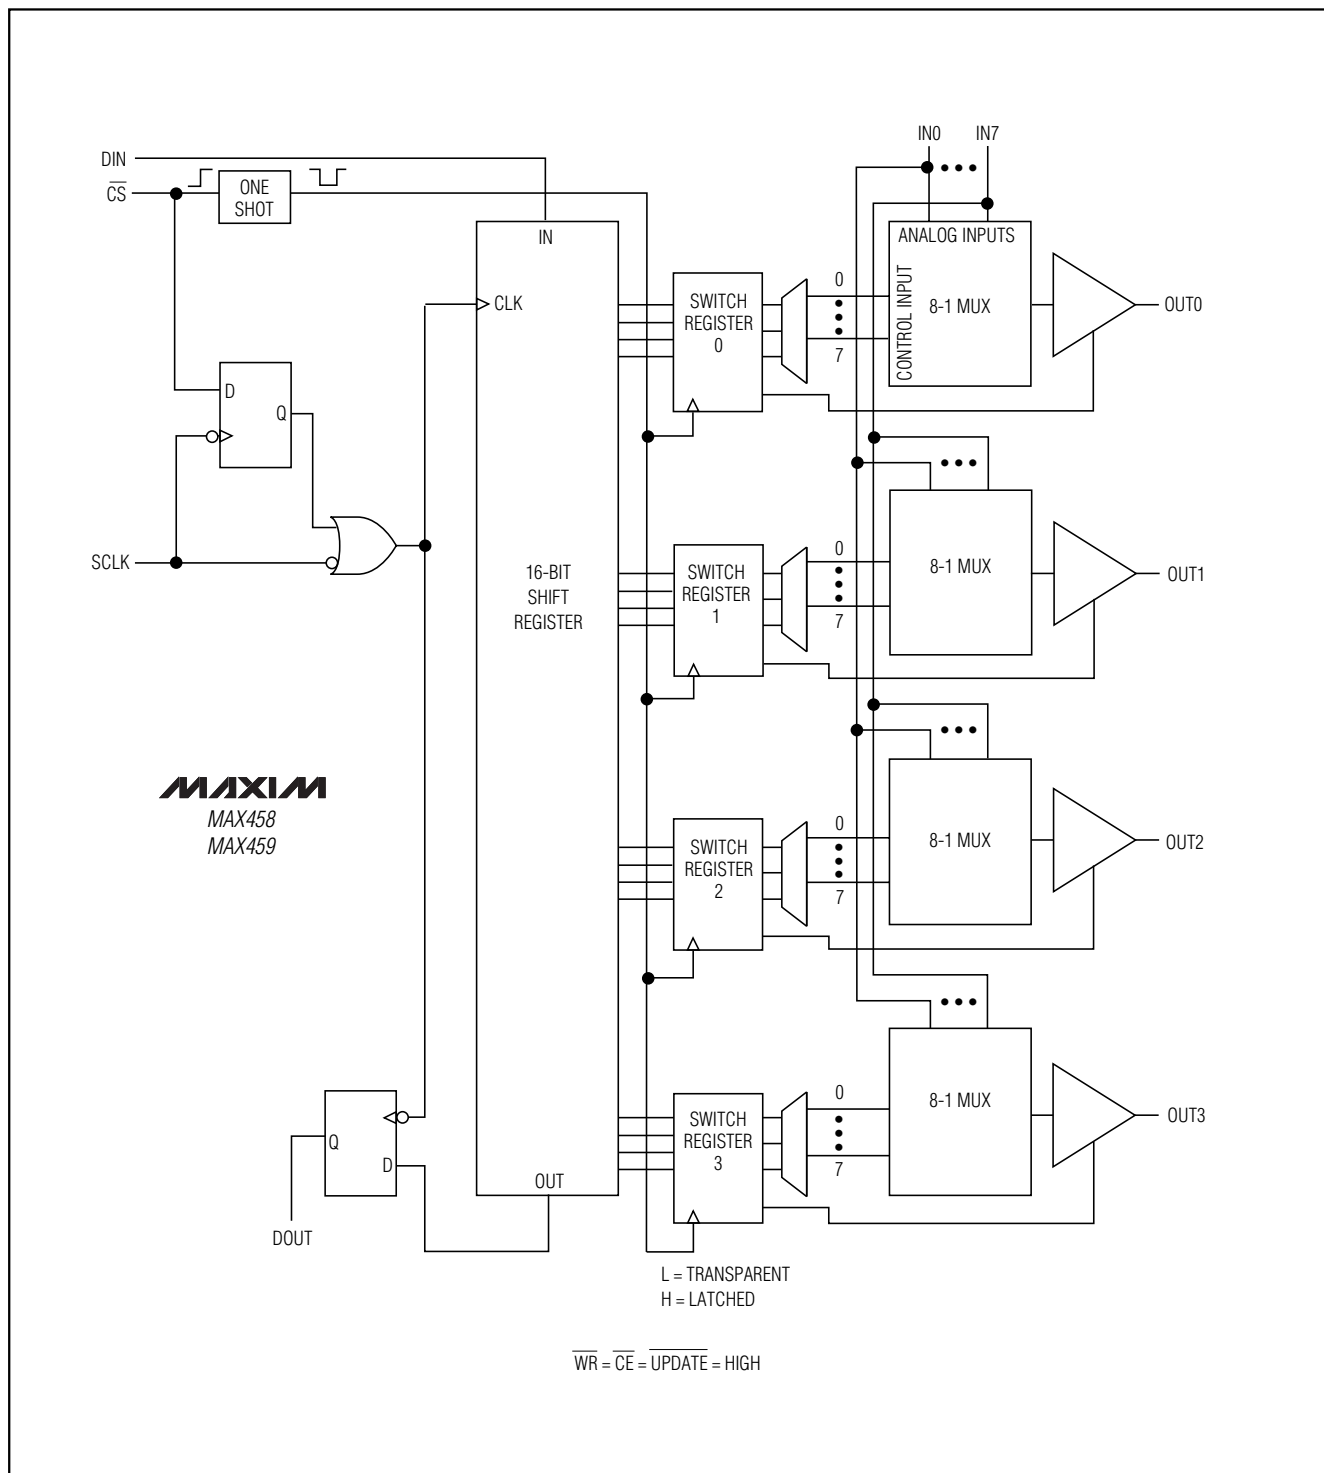 IN0 IN7
DIN
CS
ONE
SHOT
IN
ANALOG INPUTS
CONTROL INPUT
8-1 MUX
CLK
SWITCH
REGISTER
0
0
7
OUT0
D
Q
SCLK
16-BIT
SHIFT
REGISTER
SWITCH
REGISTER
1
0
7
8-1 MUX
OUT1
MAXIM
MAX458
MAX459
SWITCH
REGISTER
2
0
7
8-1 MUX
OUT2
SWITCH
REGISTER
3
0
7
8-1 MUX
OUT3
Q
D
OUT
DOUT
L = TRANSPARENT
H = LATCHED
WR = CE = UPDATE = HIGH